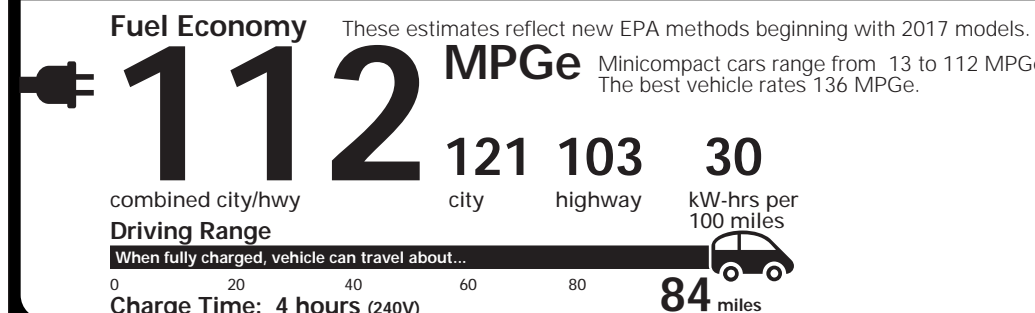 Fuel Economy These estimates reflect new EPA methods beginning with 2017 models.
112 MPGe Minicompact cars range from 13 to 112 MPGe
The best vehicle rates 136 MPGe.
121 103 30
combined city/hwy city highway kW-hrs per
100 miles
Driving Range
When fully charged, vehicle can travel about...
0 20 40 60 80 84 miles
Charge Time: 4 hours (240V)